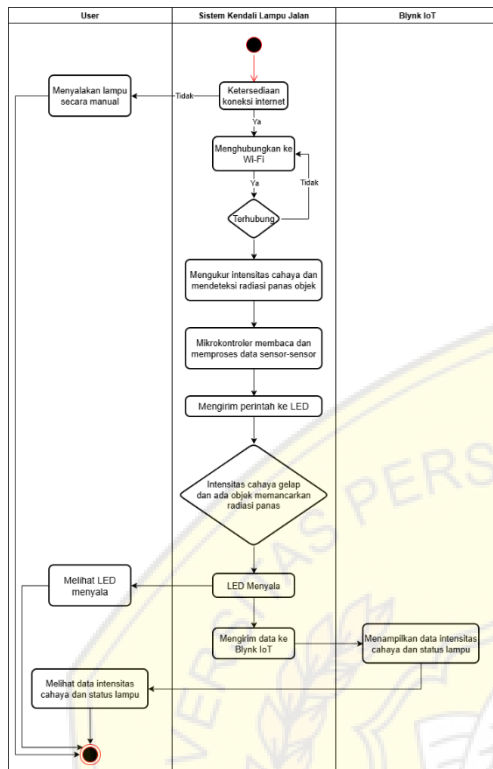 User
Sistem Kendali Lampu Jalan
Blynk IoT
Menyalakan lampu
secara manual
Tidak
Ketersediaan
koneksi internet
Ya
Menghubungkan ke
Wi-Fi
Ya
Tidak
Terhubung
Mengukur intensitas cahaya dan
mendeteksi radiasi panas objek
Mikrokontroler membaca dan
memproses data sensor-sensor
Mengirim perintah ke LED
Intensitas cahaya gelap
dan ada objek memancarkan
radiasi panas
Melihat LED
menyala
LED Menyala
Mengirim data ke
Blynk IoT
Menampilkan data intensitas
cahaya dan status lampu
Melihat data intensitas
cahaya dan status lampu